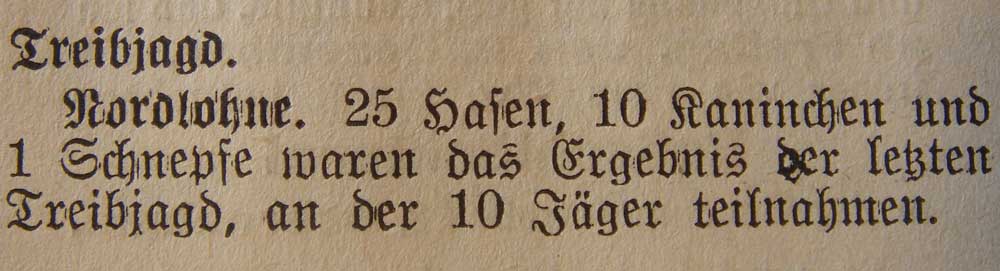 Treibjagd.
Nordlohne. 25 Hasen, 10 Kaninchen und
1 Schnepfe waren das Ergebnis der letzten
Treibjagd, an der 10 Jäger teilnahmen.